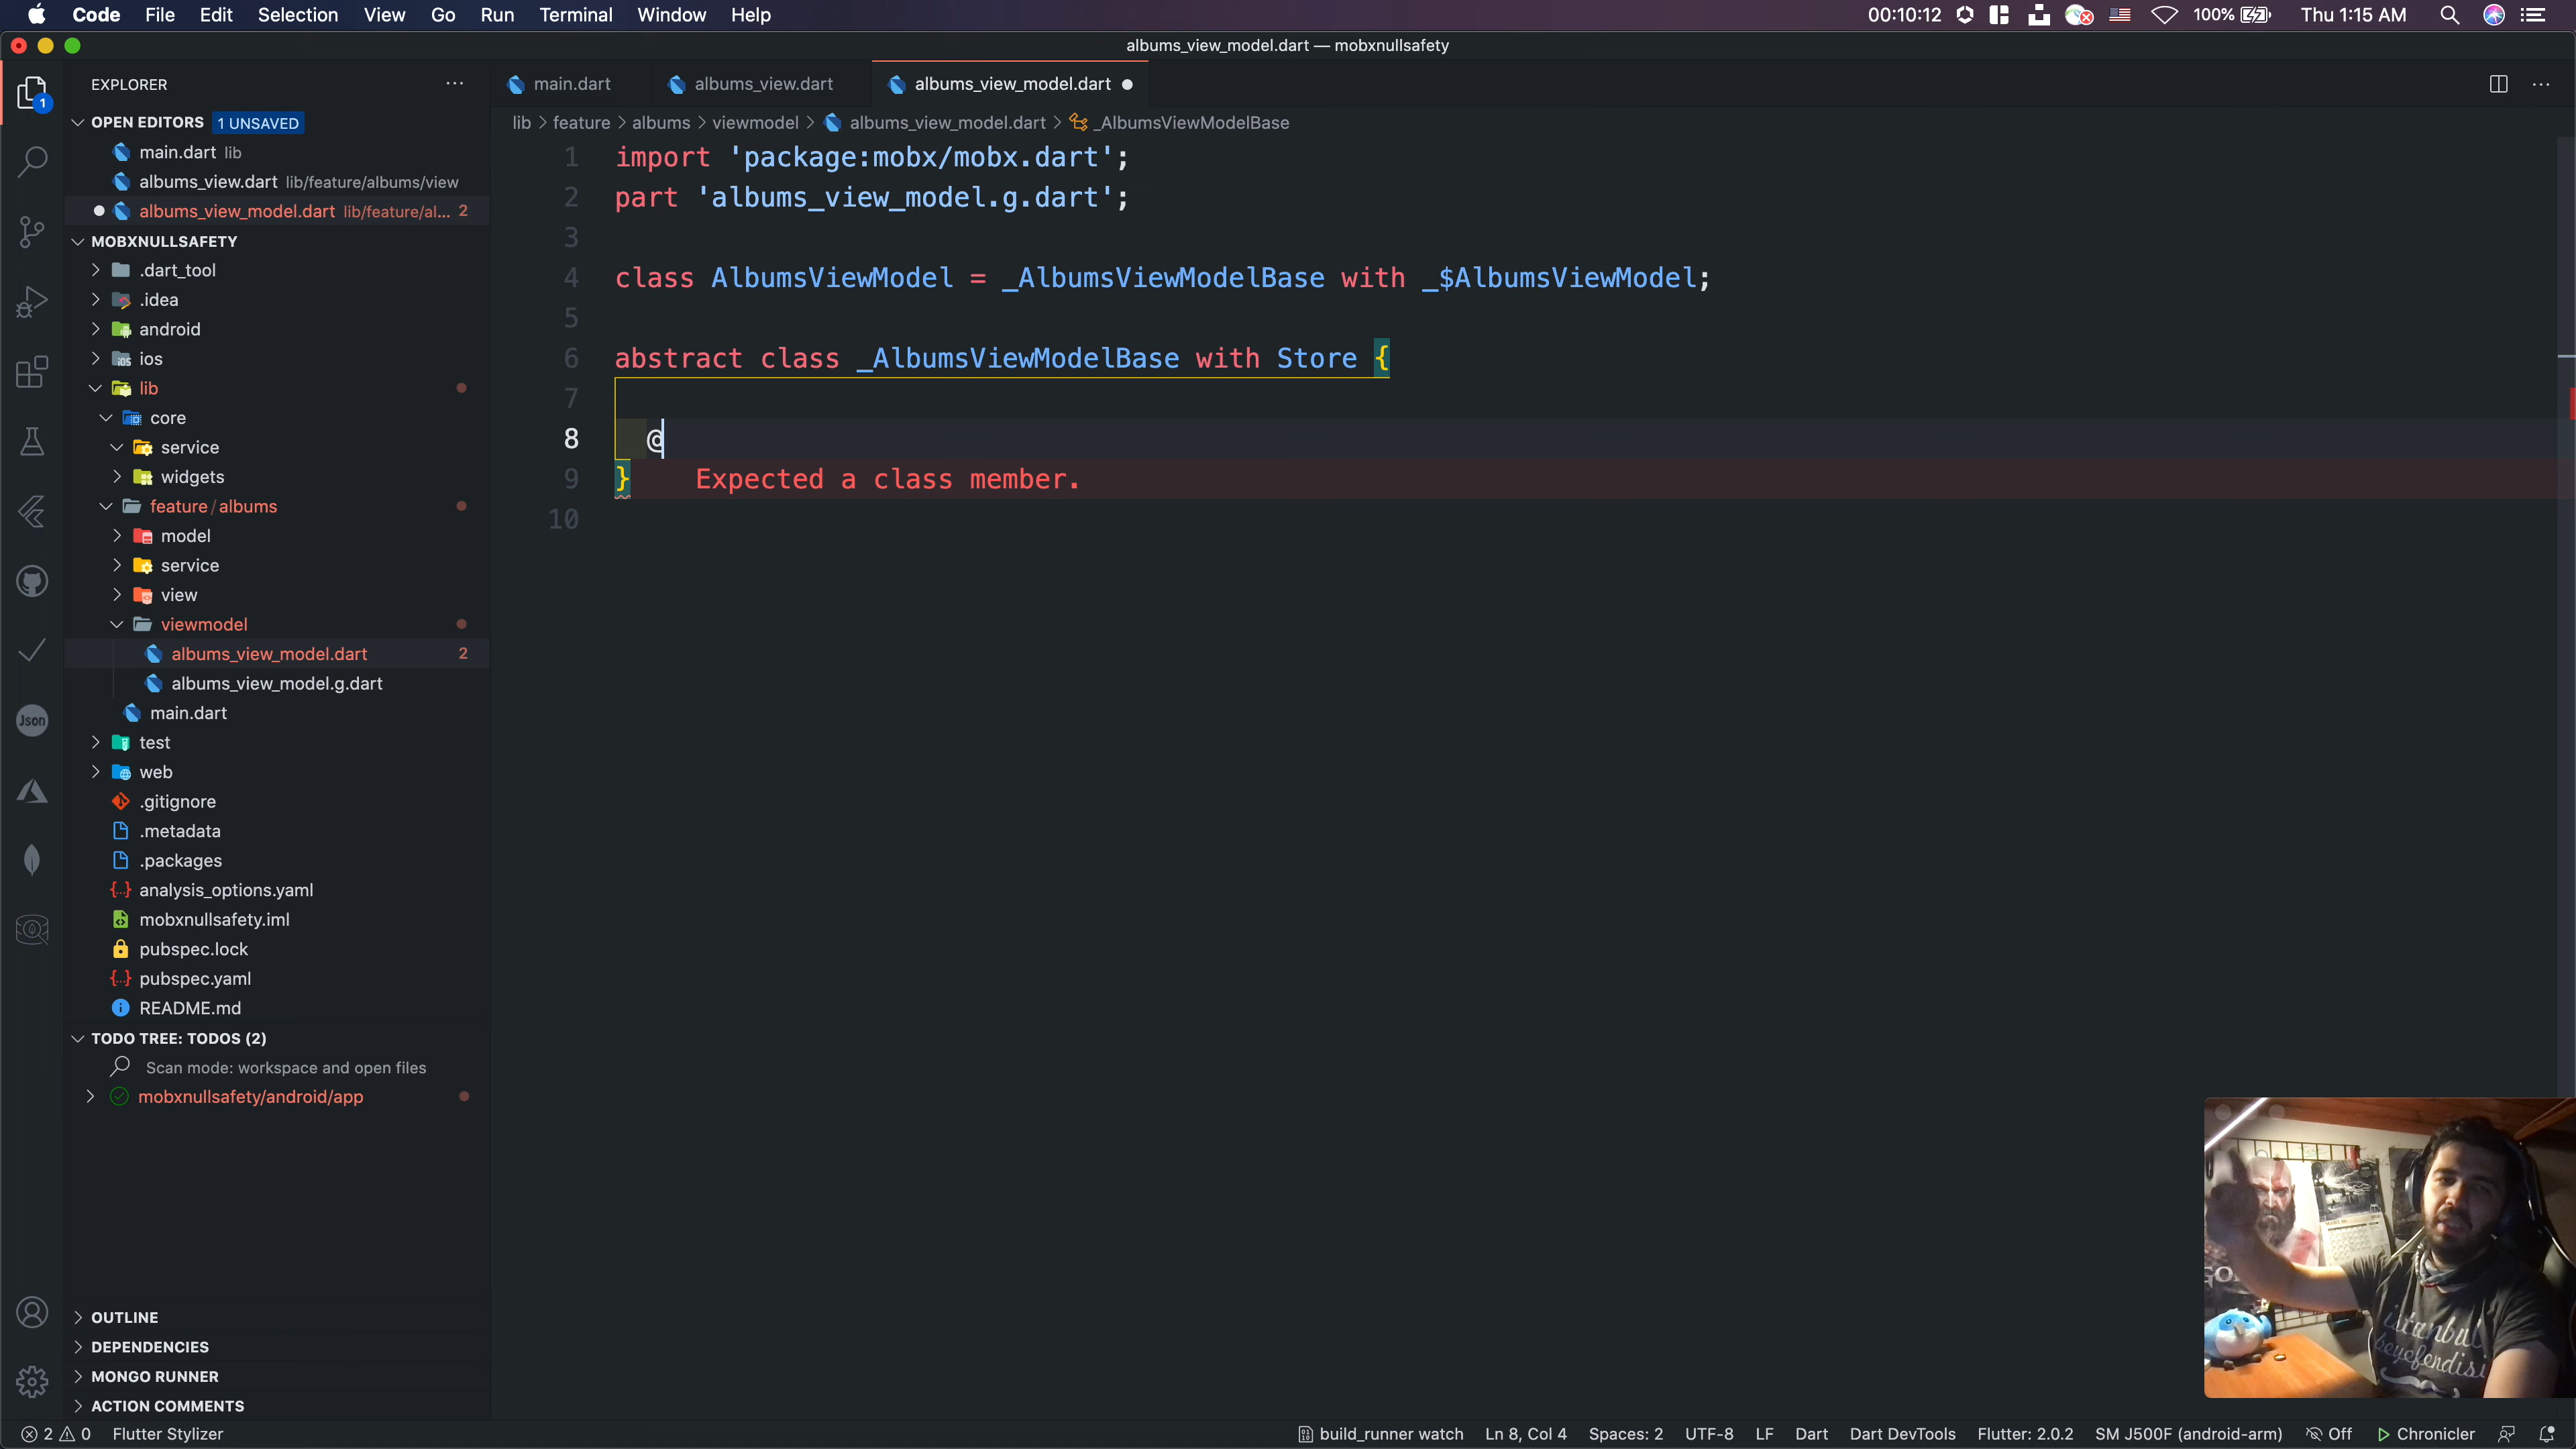 Code File Edit Selection View Go Run Terminal Window Help 00:10:12 100% Thu 1:15 AM
albums_view_model.dart — mobxnullsafety
EXPLORER
1
OPEN EDITORS 1 UNSAVED
main.dart lib
albums_view.dart lib/feature/albums/view
albums_view_model.dart lib/feature/al... 2
MOBXNULLSAFETY
.dart_tool
.idea
android
ios
lib
core
service
widgets
feature/albums
model
service
view
viewmodel
albums_view_model.dart 2
albums_view_model.g.dart
main.dart
test
web
.gitignore
.metadata
.packages
analysis_options.yaml
mobxnullsafety.iml
pubspec.lock
pubspec.yaml
README.md
TODO TREE: TODOS (2)
Scan mode: workspace and open files
mobxnullsafety/android/app
OUTLINE
DEPENDENCIES
MONGO RUNNER
ACTION COMMENTS
Json
main.dart albums_view.dart albums_view_model.dart
lib > feature > albums > viewmodel > albums_view_model.dart > _AlbumsViewModelBase
1 import 'package:mobx/mobx.dart';
2 part 'albums_view_model.g.dart';
3
4 class AlbumsViewModel = _AlbumsViewModelBase with _$AlbumsViewModel;
5
6 abstract class _AlbumsViewModelBase with Store {
7
8 @
9 } Expected a class member.
10
istanbul
beyefendisi
2 0 Flutter Stylizer build_runner watch Ln 8, Col 4 Spaces: 2 UTF-8 LF Dart Dart DevTools Flutter: 2.0.2 SM J500F (android-arm) Off Chronicler